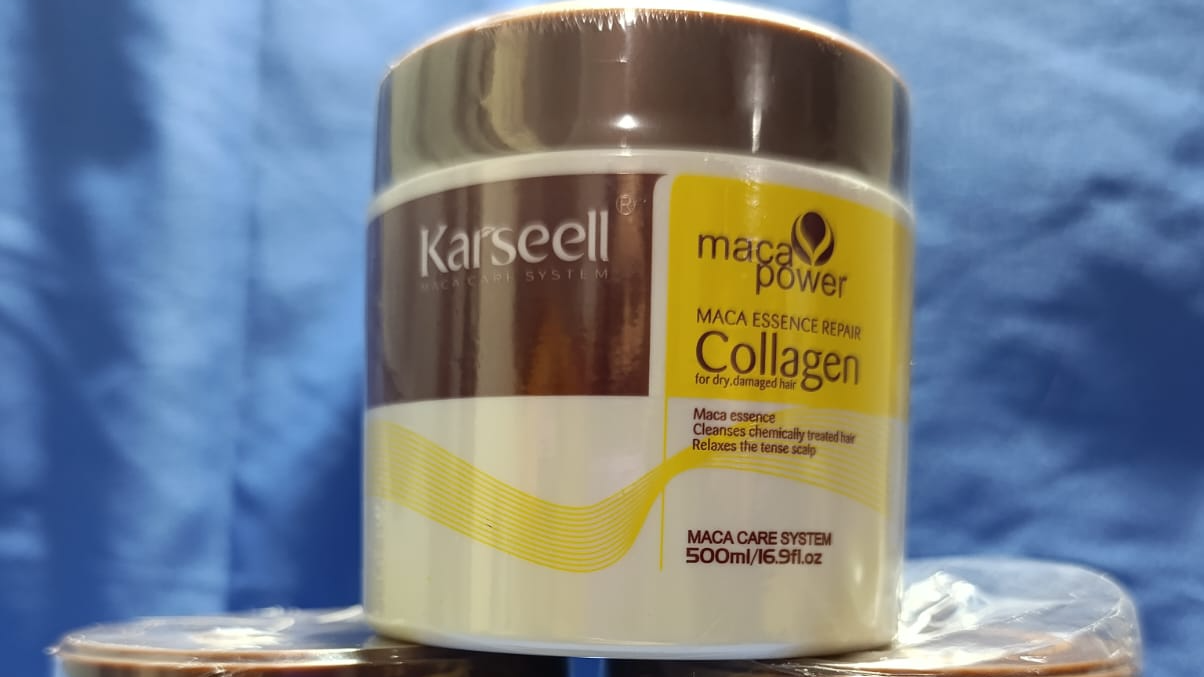 Karseell ®
MACA CARE SYSTEM
maca
power
MACA ESSENCE REPAIR
Collagen
for dry,damaged hair
Maca essence
Cleanses chemically treated hair
Relaxes the tense scalp
MACA CARE SYSTEM
500ml/16.9fl.oz